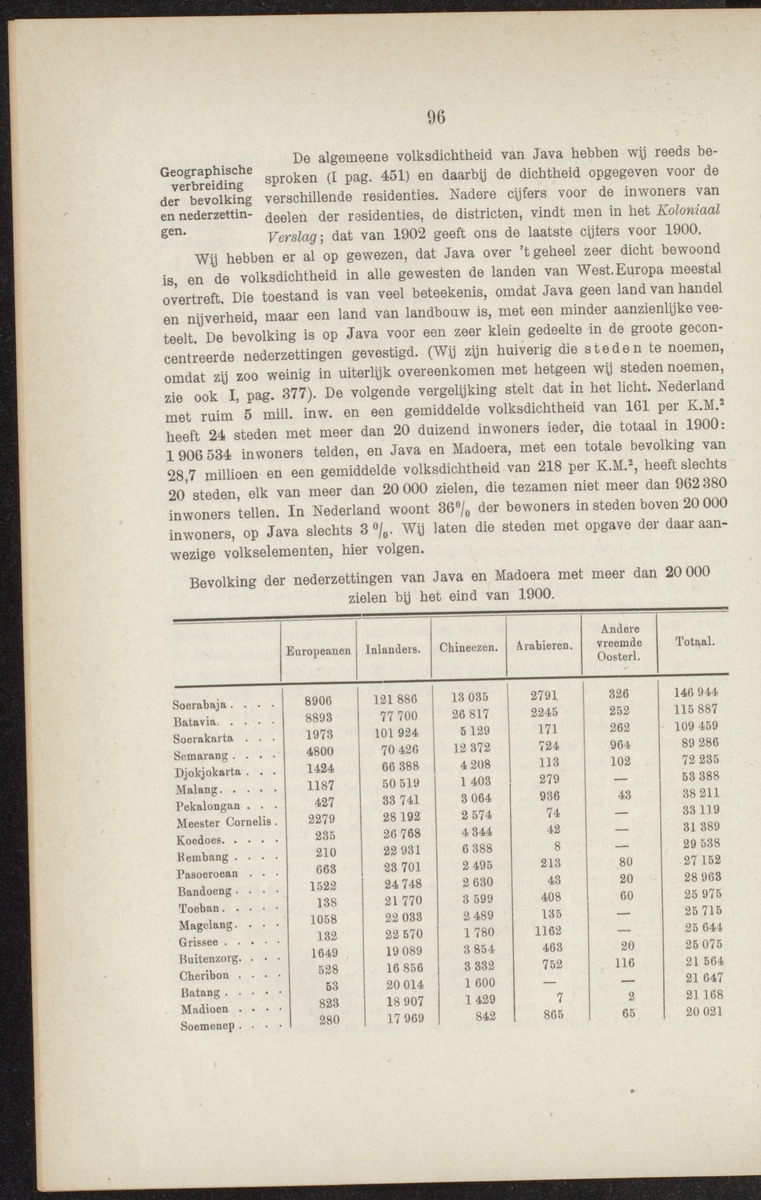 96
Geographische
verbreiding
der bevolking
en nederzettin-
gen.
De algemeene volksdichtheid van Java hebben wij reeds be-
sproken (I pag. 451) en daarbij de dichtheid opgegeven voor de
verschillende residenties. Nadere cijfers voor de inwoners van
deelen der residenties, de districten, vindt men in het Koloniaal
Verslag; dat van 1902 geeft ons de laatste cijfers voor 1900.
Wij hebben er al op gewezen, dat Java over 't geheel zeer dicht bewoond
is, en de volksdichtheid in alle gewesten de landen van West.Europa meestal
overtreft. Die toestand is van veel beteekenis, omdat Java geen land van handel
en nijverheid, maar een land van landbouw is, met een minder aanzienlijke vee-
teelt. De bevolking is op Java voor een zeer klein gedeelte in de groote gecon-
centreerde nederzettingen gevestigd. (Wij zijn huiverig die steden te noemen,
omdat zij zoo weinig in uiterlijk overeenkomen met hetgeen wij steden noemen,
zie ook I, pag. 377). De volgende vergelijking stelt dat in het licht. Nederland
met ruim 5 mill. inw. en een gemiddelde volksdichtheid van 161 per K.M.²
heeft 24 steden met meer dan 20 duizend inwoners ieder, die totaal in 1900:
1 906 534 inwoners telden, en Java en Madoera, met een totale bevolking van
28,7 millioen en een gemiddelde volksdichtheid van 218 per K.M.², heeft slechts
20 steden, elk van meer dan 20 000 zielen, die tezamen niet meer dan 962 380
inwoners tellen. In Nederland woont 36% der bewoners in steden boven 20 000
inwoners, op Java slechts 3 %. Wij laten die steden met opgave der daar aan-
wezige volkselementen, hier volgen.
Bevolking der nederzettingen van Java en Madoera met meer dan 20 000
zielen bij het eind van 1900.
Europeanen Inlanders. Chineezen. Arabieren. Andere vreemde Oosterl. Totaal.
Soerabaja . . . . 8906 121 886 13 035 2791 326 146 944
Batavia. . . . . 8893 77 700 26 817 2245 252 115 887
Soerakarta . . . 1973 101 924 5 129 171 262 109 459
Semarang . . . . 4800 70 426 12 372 724 964 89 286
Djokjokarta . . . 1424 66 388 4 208 113 102 72 235
Malang. . . . . 1187 50 519 1 403 279 — 53 388
Pekalongan . . . 427 33 741 3 064 936 43 38 211
Meester Cornelis . 2279 28 192 2 574 74 — 33 119
Koedoes. . . . . 235 26 768 4 344 42 — 31 389
Rembang . . . . 210 22 931 6 388 8 — 29 538
Pasoeroean . . . 663 23 701 2 495 213 80 27 152
Bandoeng . . . . 1522 24 748 2 630 43 20 28 963
Toeban. . . . . 138 21 770 3 599 408 60 25 975
Magelang. . . . 1058 22 033 2 489 135 — 25 715
Grissee . . . . . 132 22 570 1 780 1162 — 25 644
Buitenzorg. . . . 1649 19 089 3 854 463 20 25 075
Cheribon . . . . 528 16 856 3 332 752 116 21 564
Batang . . . . . 53 20 014 1 600 — — 21 647
Madioen . . . . 823 18 907 1 429 7 2 21 168
Soemenep . . . . 280 17 969 842 865 65 20 021